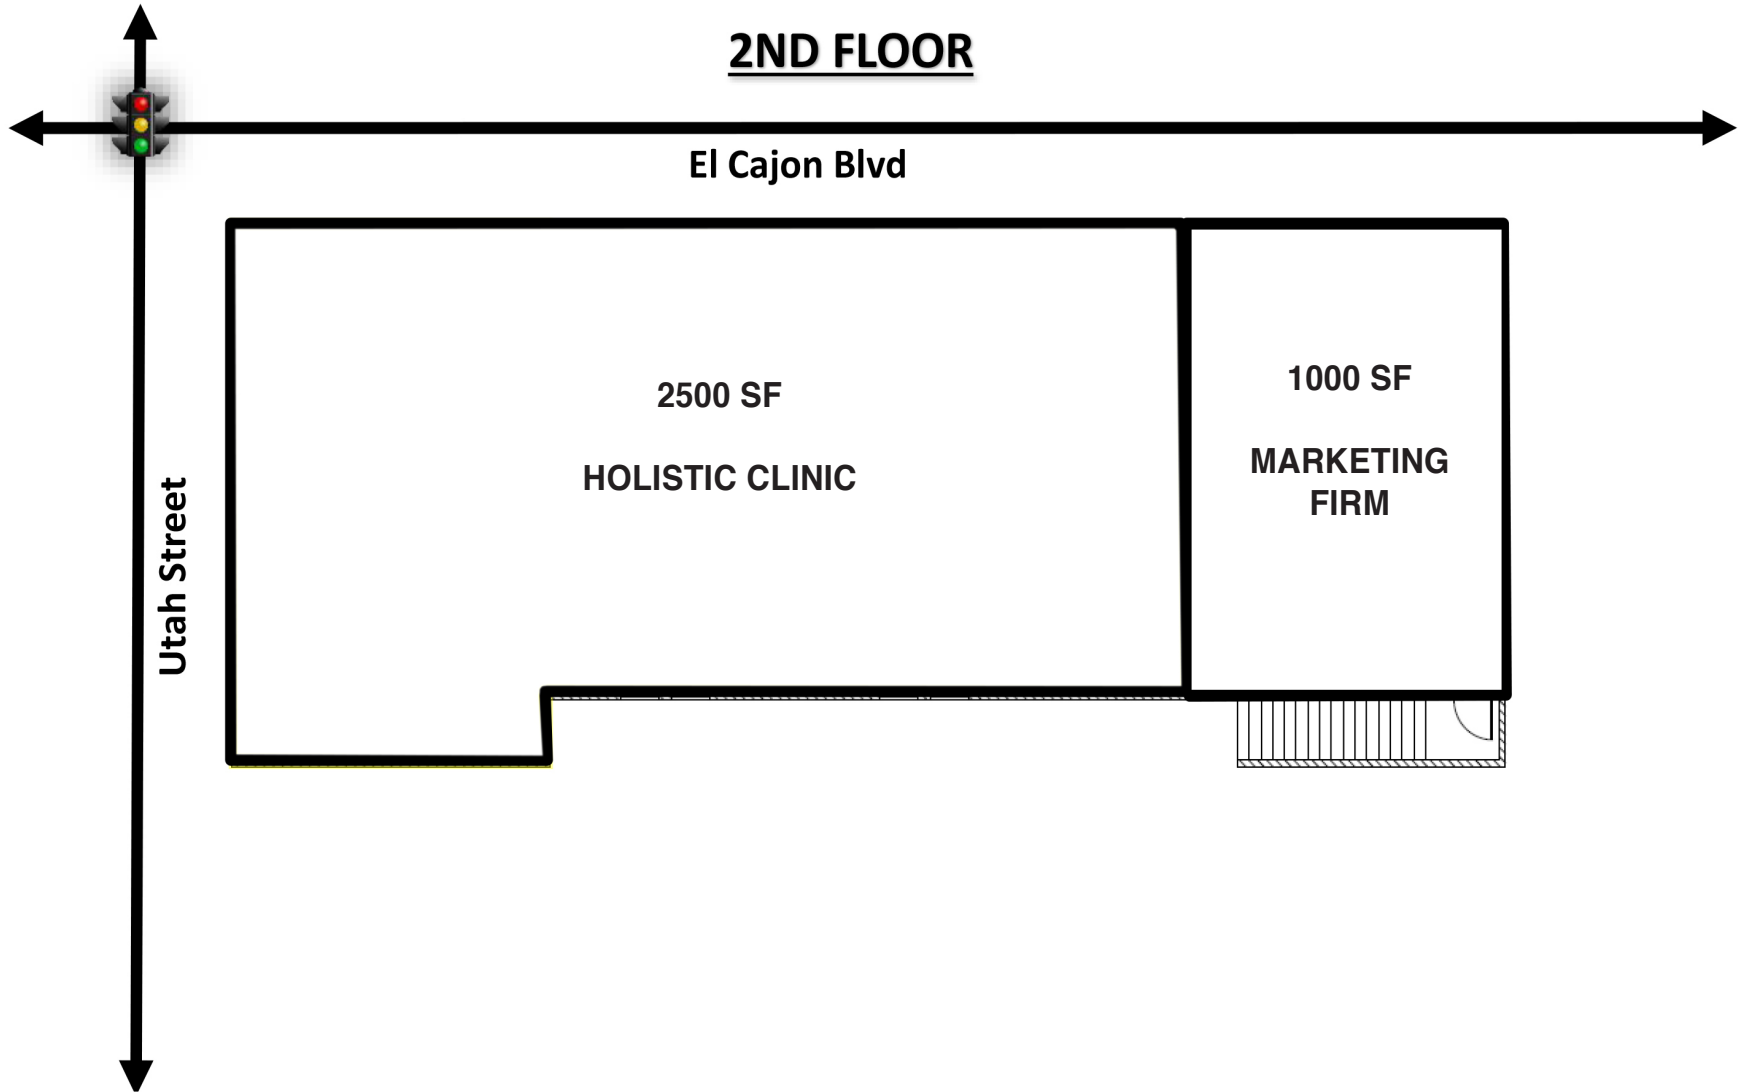 2ND FLOOR
El Cajon Blvd
Utah Street
2500 SF
HOLISTIC CLINIC
1000 SF
MARKETING
FIRM